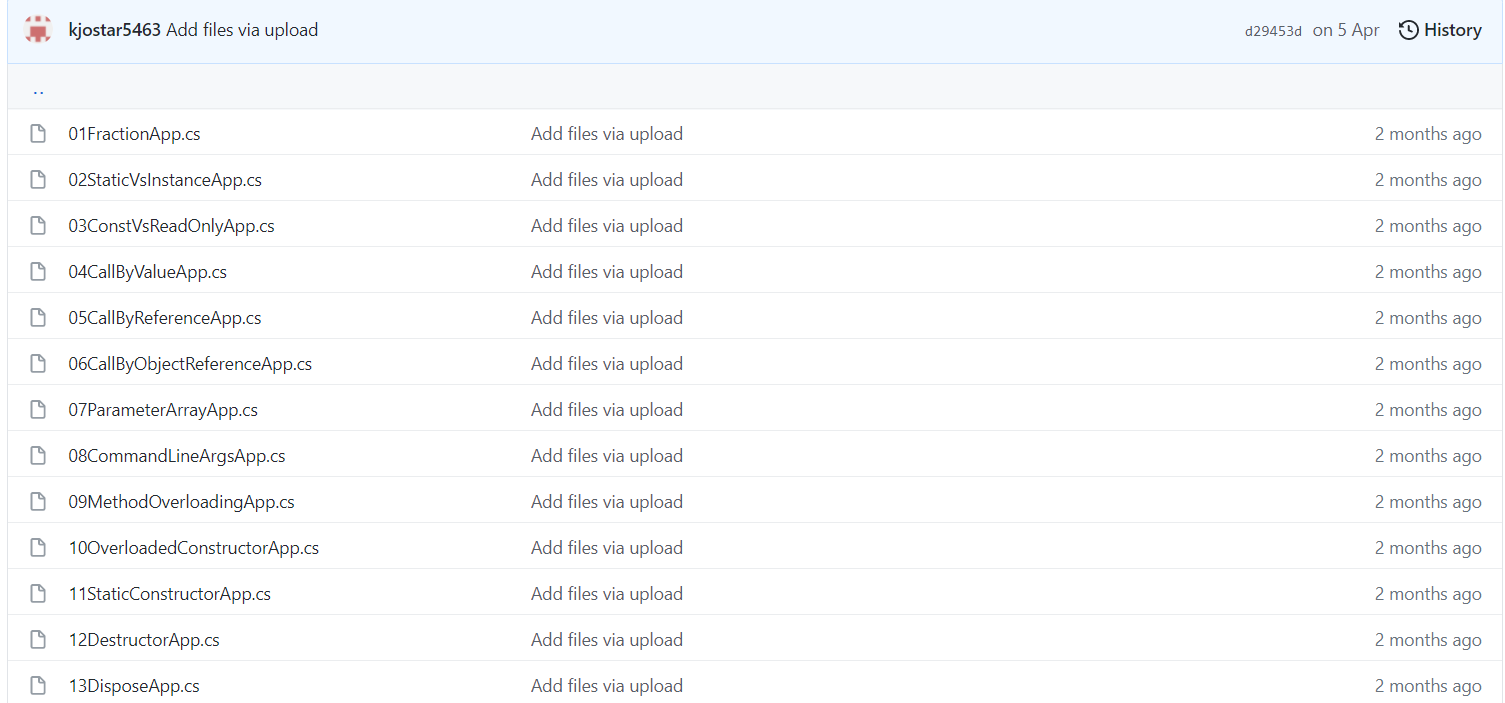 kjostar5463 Add files via upload d29453d on 5 Apr History
..
01FractionApp.cs Add files via upload 2 months ago
02StaticVsInstanceApp.cs Add files via upload 2 months ago
03ConstVsReadOnlyApp.cs Add files via upload 2 months ago
04CallByValueApp.cs Add files via upload 2 months ago
05CallByReferenceApp.cs Add files via upload 2 months ago
06CallByObjectReferenceApp.cs Add files via upload 2 months ago
07ParameterArrayApp.cs Add files via upload 2 months ago
08CommandLineArgsApp.cs Add files via upload 2 months ago
09MethodOverloadingApp.cs Add files via upload 2 months ago
10OverloadedConstructorApp.cs Add files via upload 2 months ago
11StaticConstructorApp.cs Add files via upload 2 months ago
12DestructorApp.cs Add files via upload 2 months ago
13DisposeApp.cs Add files via upload 2 months ago